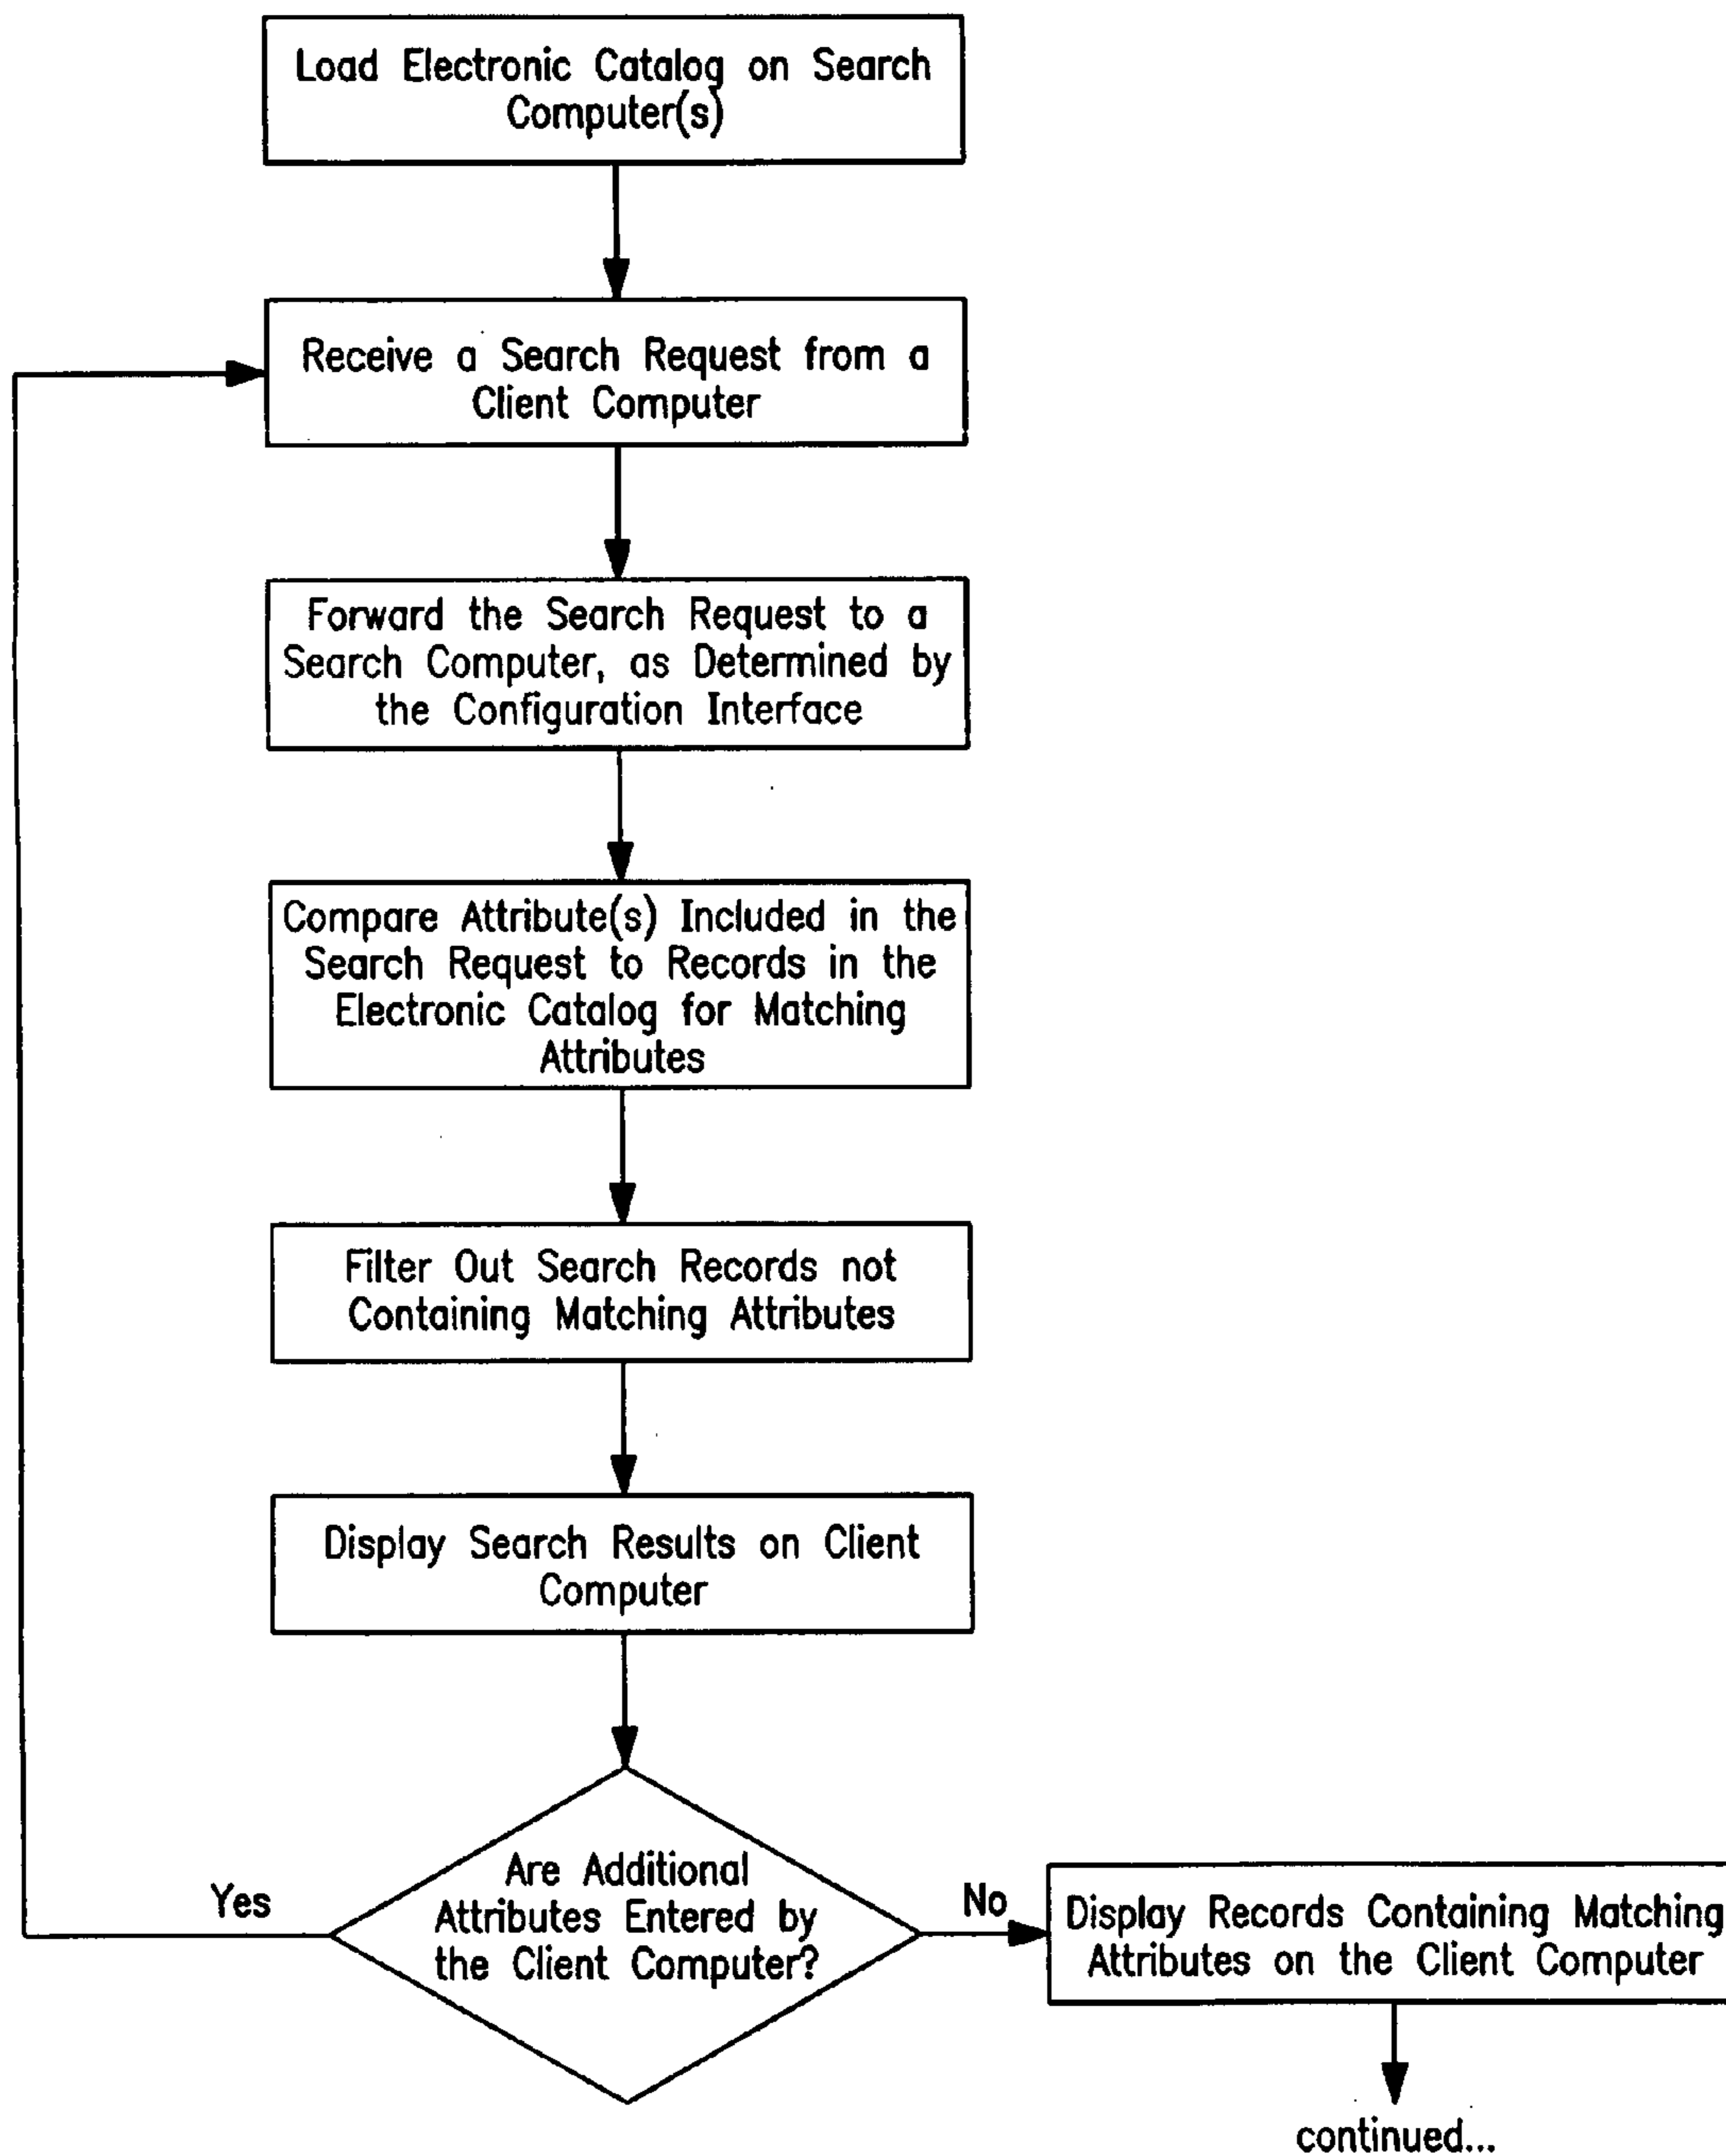 Load Electronic Catalog on Search
Computer(s)
Receive a Search Request from a
Client Computer
Forward the Search Request to a
Search Computer, as Determined by
the Configuration Interface
Compare Attribute(s) Included in the
Search Request to Records in the
Electronic Catalog for Matching
Attributes
Filter Out Search Records not
Containing Matching Attributes
Display Search Results on Client
Computer
Are Additional
Attributes Entered by
the Client Computer?
Yes
No
Display Records Containing Matching
Attributes on the Client Computer
continued...